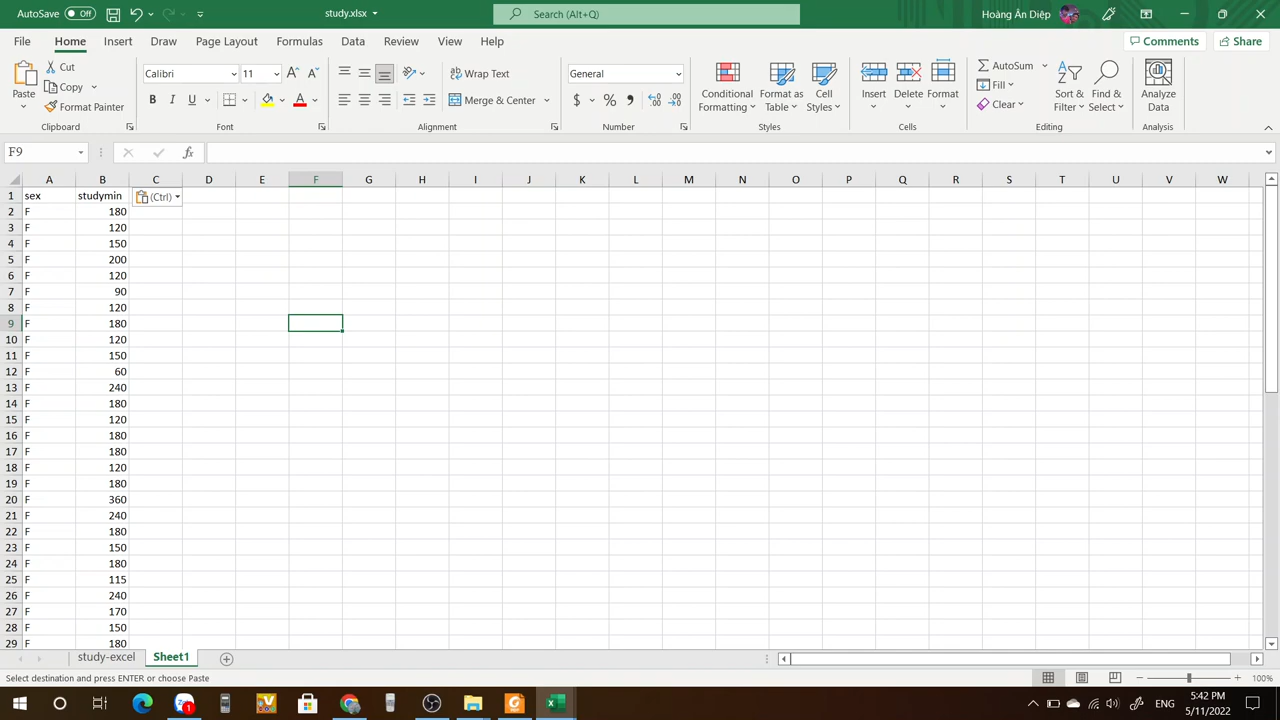 AutoSave Off study.xlsx Search (Alt+Q) Hoàng Ân Diệp
File Home Insert Draw Page Layout Formulas Data Review View Help Comments Share
Paste Cut Copy Format Painter Calibri 11 B I U Wrap Text Merge & Center General $ % Conditional Formatting Format as Table Cell Styles Insert Delete Format AutoSum Fill Clear Sort & Filter Find & Select Analyze Data
Clipboard Font Alignment Number Styles Cells Editing Analysis
F9 fx
A B C D E F G H I J K L M N O P Q R S T U V W
1 sex studymin (Ctrl)
2 F 180
3 F 120
4 F 150
5 F 200
6 F 120
7 F 90
8 F 120
9 F 180
10 F 120
11 F 150
12 F 60
13 F 240
14 F 180
15 F 120
16 F 180
17 F 180
18 F 120
19 F 180
20 F 360
21 F 240
22 F 180
23 F 150
24 F 180
25 F 115
26 F 240
27 F 170
28 F 150
29 F 180
study-excel Sheet1
Select destination and press ENTER or choose Paste 100%
1 5:42 PM
5/11/2022